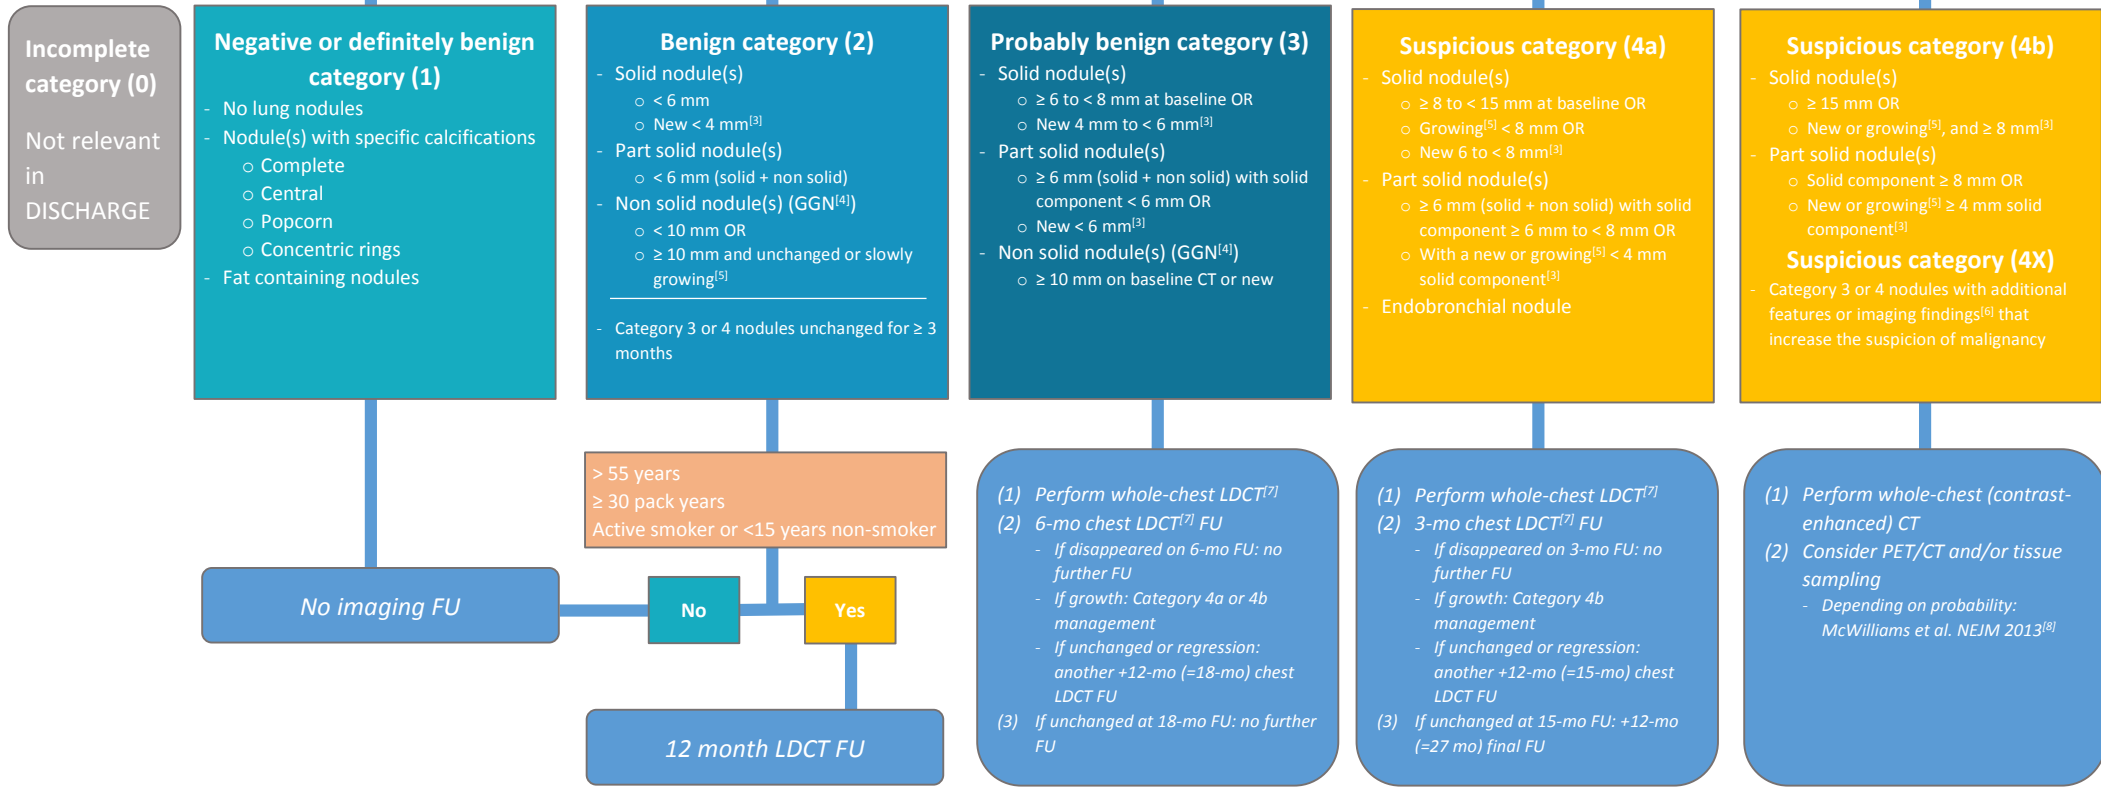 Incomplete
category (0)
Not relevant
in
DISCHARGE
Negative or definitely benign
category (1)
- No lung nodules
- Nodule(s) with specific calcifications
o Complete
o Central
o Popcorn
o Concentric rings
- Fat containing nodules
Benign category (2)
- Solid nodule(s)
o < 6 mm
o New < 4 mm[3]
- Part solid nodule(s)
o < 6 mm (solid + non solid)
- Non solid nodule(s) (GGN[4])
o < 10 mm OR
o ≥ 10 mm and unchanged or slowly
growing[5]
- Category 3 or 4 nodules unchanged for ≥ 3
months
Probably benign category (3)
- Solid nodule(s)
o ≥ 6 to < 8 mm at baseline OR
o New 4 mm to < 6 mm[3]
- Part solid nodule(s)
o ≥ 6 mm (solid + non solid) with solid
component < 6 mm OR
o New < 6 mm[3]
- Non solid nodule(s) (GGN[4])
o ≥ 10 mm on baseline CT or new
Suspicious category (4a)
- Solid nodule(s)
o ≥ 8 to < 15 mm at baseline OR
o Growing[5] < 8 mm OR
o New 6 to < 8 mm[3]
- Part solid nodule(s)
o ≥ 6 mm (solid + non solid) with solid
component ≥ 6 mm to < 8 mm OR
o With a new or growing[5] < 4 mm
solid component[3]
- Endobronchial nodule
Suspicious category (4b)
- Solid nodule(s)
o ≥ 15 mm OR
o New or growing[5], and ≥ 8 mm[3]
- Part solid nodule(s)
o Solid component ≥ 8 mm OR
o New or growing[5] ≥ 4 mm solid
component[3]
Suspicious category (4X)
- Category 3 or 4 nodules with additional
features or imaging findings[6] that
increase the suspicion of malignancy
> 55 years
≥ 30 pack years
Active smoker or <15 years non-smoker
No imaging FU
No
Yes
12 month LDCT FU
(1) Perform whole-chest LDCT[7]
(2) 6-mo chest LDCT[7] FU
- If disappeared on 6-mo FU: no
further FU
- If growth: Category 4a or 4b
management
- If unchanged or regression:
another +12-mo (=18-mo) chest
LDCT FU
(3) If unchanged at 18-mo FU: no further
FU
(1) Perform whole-chest LDCT[7]
(2) 3-mo chest LDCT[7] FU
- If disappeared on 3-mo FU: no
further FU
- If growth: Category 4b
management
- If unchanged or regression:
another +12-mo (=15-mo) chest
LDCT FU
(3) If unchanged at 15-mo FU: +12-mo
(=27 mo) final FU
(1) Perform whole-chest (contrast-
enhanced) CT
(2) Consider PET/CT and/or tissue
sampling
- Depending on probability:
McWilliams et al. NEJM 2013[8]